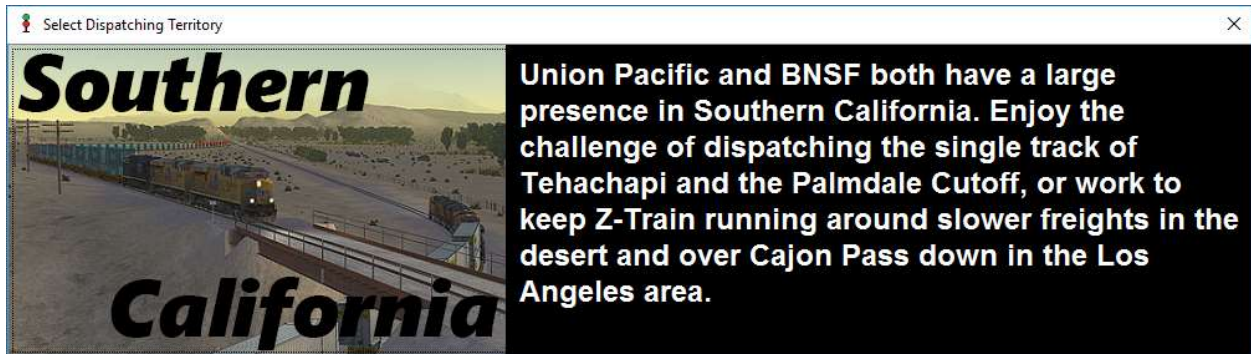 Select Dispatching Territory
Southern
California
Union Pacific and BNSF both have a large
presence in Southern California. Enjoy the
challenge of dispatching the single track of
Tehachapi and the Palmdale Cutoff, or work to
keep Z-Train running around slower freights in the
desert and over Cajon Pass down in the Los
Angeles area.